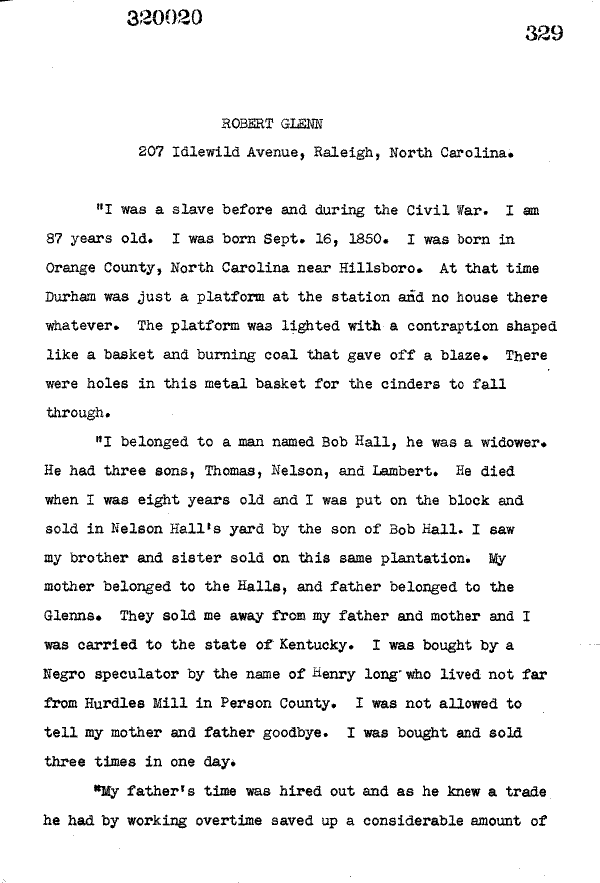 320020
329
ROBERT GLENN
207 Idlewild Avenue, Raleigh, North Carolina.
"I was a slave before and during the Civil War. I am
87 years old. I was born Sept. 16, 1850. I was born in
Orange County, North Carolina near Hillsboro. At that time
Durham was just a platform at the station and no house there
whatever. The platform was lighted with a contraption shaped
like a basket and burning coal that gave off a blaze. There
were holes in this metal basket for the cinders to fall
through.
"I belonged to a man named Bob Hall, he was a widower.
He had three sons, Thomas, Nelson, and Lambert. He died
when I was eight years old and I was put on the block and
sold in Nelson Hall's yard by the son of Bob Hall. I saw
my brother and sister sold on this same plantation. My
mother belonged to the Halls, and father belonged to the
Glenns. They sold me away from my father and mother and I
was carried to the state of Kentucky. I was bought by a
Negro speculator by the name of Henry long who lived not far
from Hurdles Mill in Person County. I was not allowed to
tell my mother and father goodbye. I was bought and sold
three times in one day.
"My father's time was hired out and as he knew a trade
he had by working overtime saved up a considerable amount of